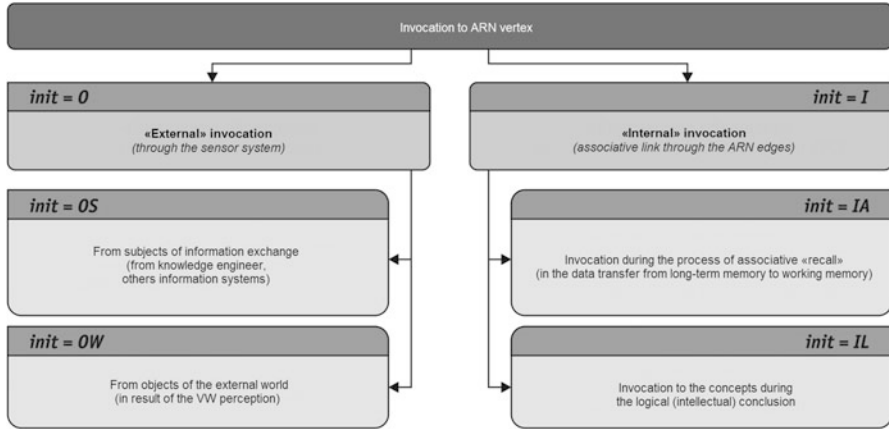 Invocation to ARN vertex
init = O
«External» invocation
(through the sensor system)
init = I
«Internal» invocation
(associative link through the ARN edges)
init = OS
From subjects of information exchange
(from knowledge engineer,
others information systems)
init = IA
Invocation during the process of associative «recall»
(in the data transfer from long-term memory to working memory)
init = OW
From objects of the external world
(in result of the VW perception)
init = IL
Invocation to the concepts during
the logical (intellectual) conclusion